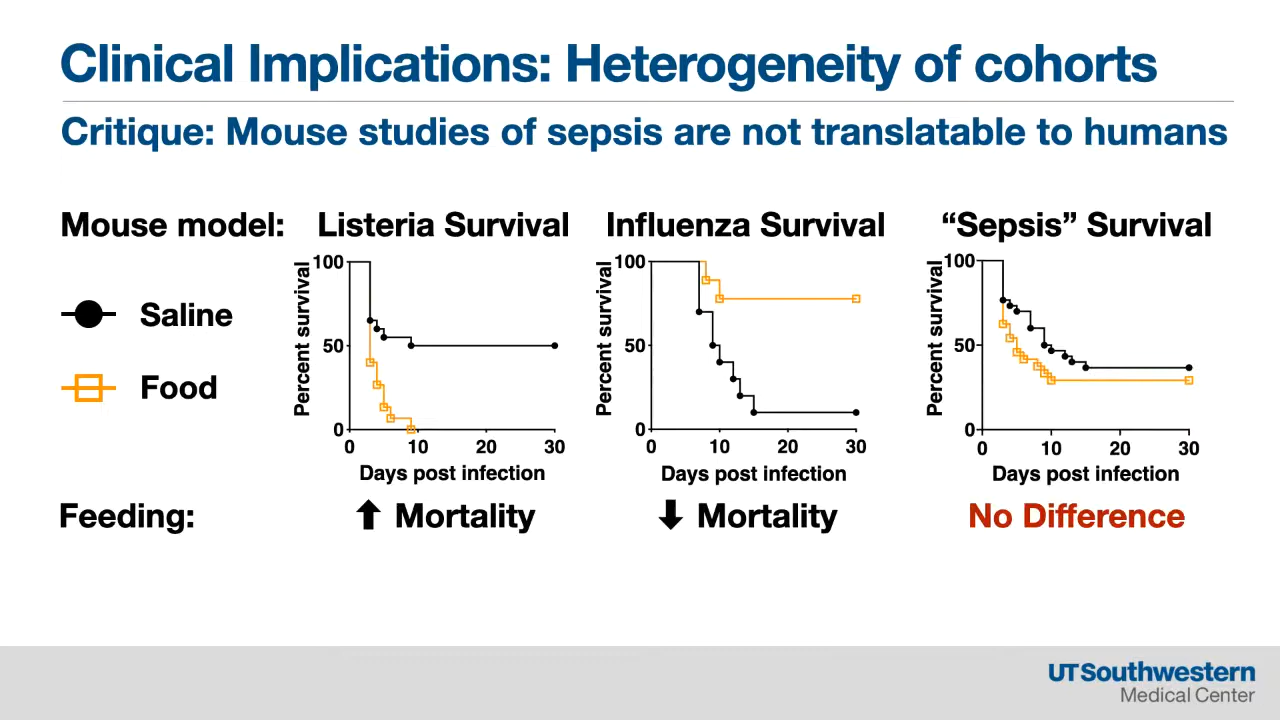 Clinical Implications: Heterogeneity of cohorts
Critique: Mouse studies of sepsis are not translatable to humans
Mouse model:
Saline
Food
Listeria Survival
Percent survival
100
50
0
0 10 20 30
Days post infection
Influenza Survival
Percent survival
100
50
0
0 10 20 30
Days post infection
“Sepsis” Survival
Percent survival
100
50
0
0 10 20 30
Days post infection
Feeding:
⬆ Mortality
⬇ Mortality
No Difference
UTSouthwestern
Medical Center